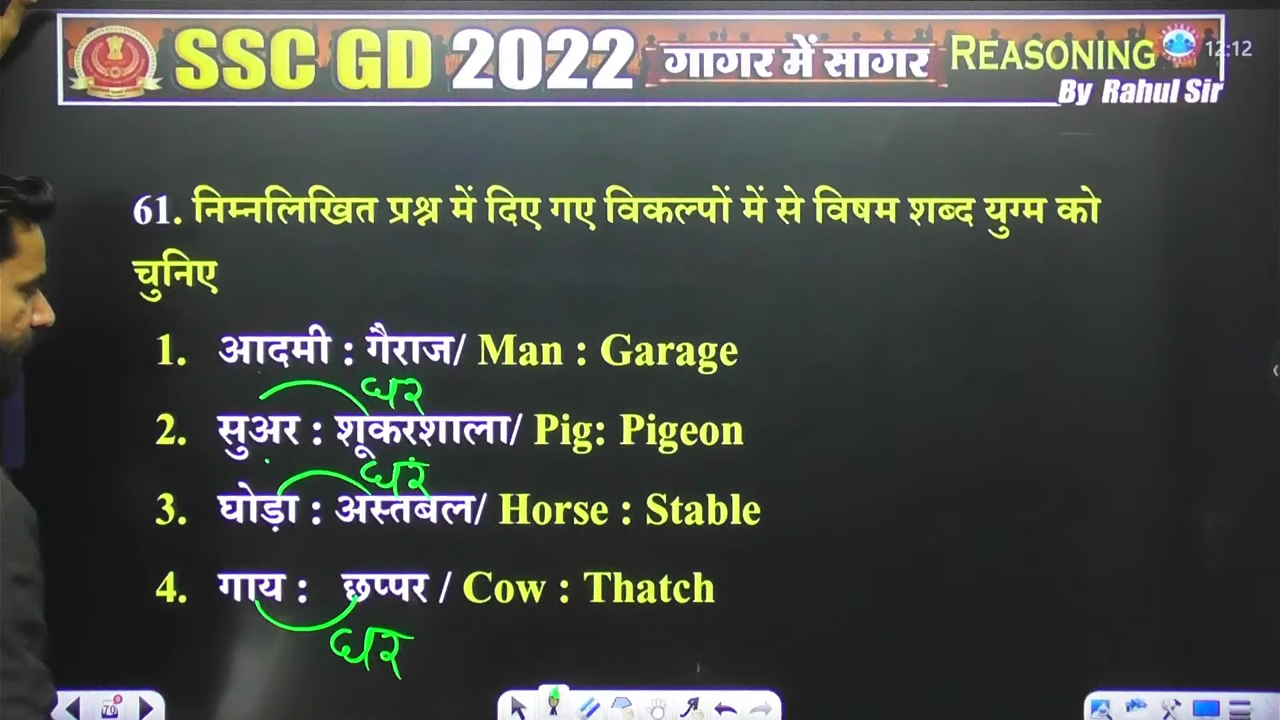 SSC GD 2022 गागर में सागर REASONING
12:12
By Rahul Sir
61. निम्नलिखित प्रश्न में दिए गए विकल्पों में से विषम शब्द युग्म को
चुनिए
1. आदमी : गैराज/ Man : Garage
घर
2. सुअर : शूकरशाला/ Pig: Pigeon
घर
3. घोड़ा : अस्तबल/ Horse : Stable
4. गाय : छप्पर / Cow : Thatch
घर